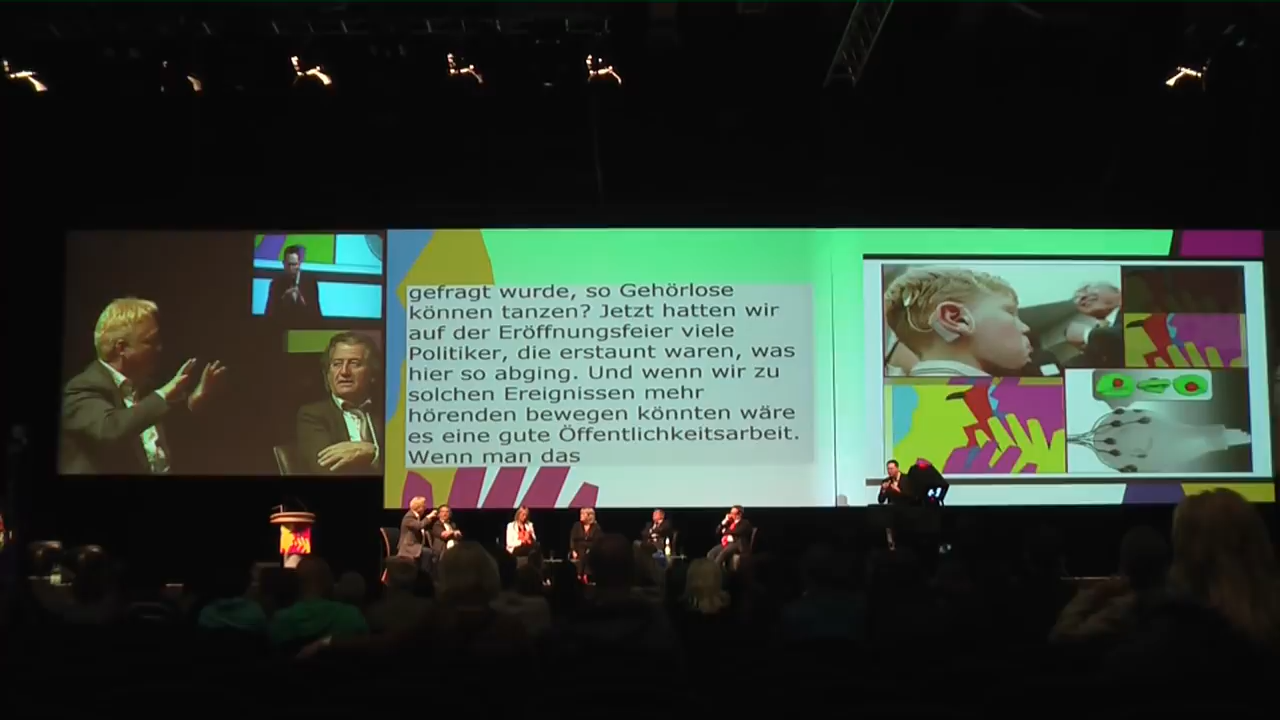 gefragt wurde, so Gehörlose
können tanzen? Jetzt hatten wir
auf der Eröffnungsfeier viele
Politiker, die erstaunt waren, was
hier so abging. Und wenn wir zu
solchen Ereignissen mehr
hörenden bewegen könnten wäre
es eine gute Öffentlichkeitsarbeit.
Wenn man das